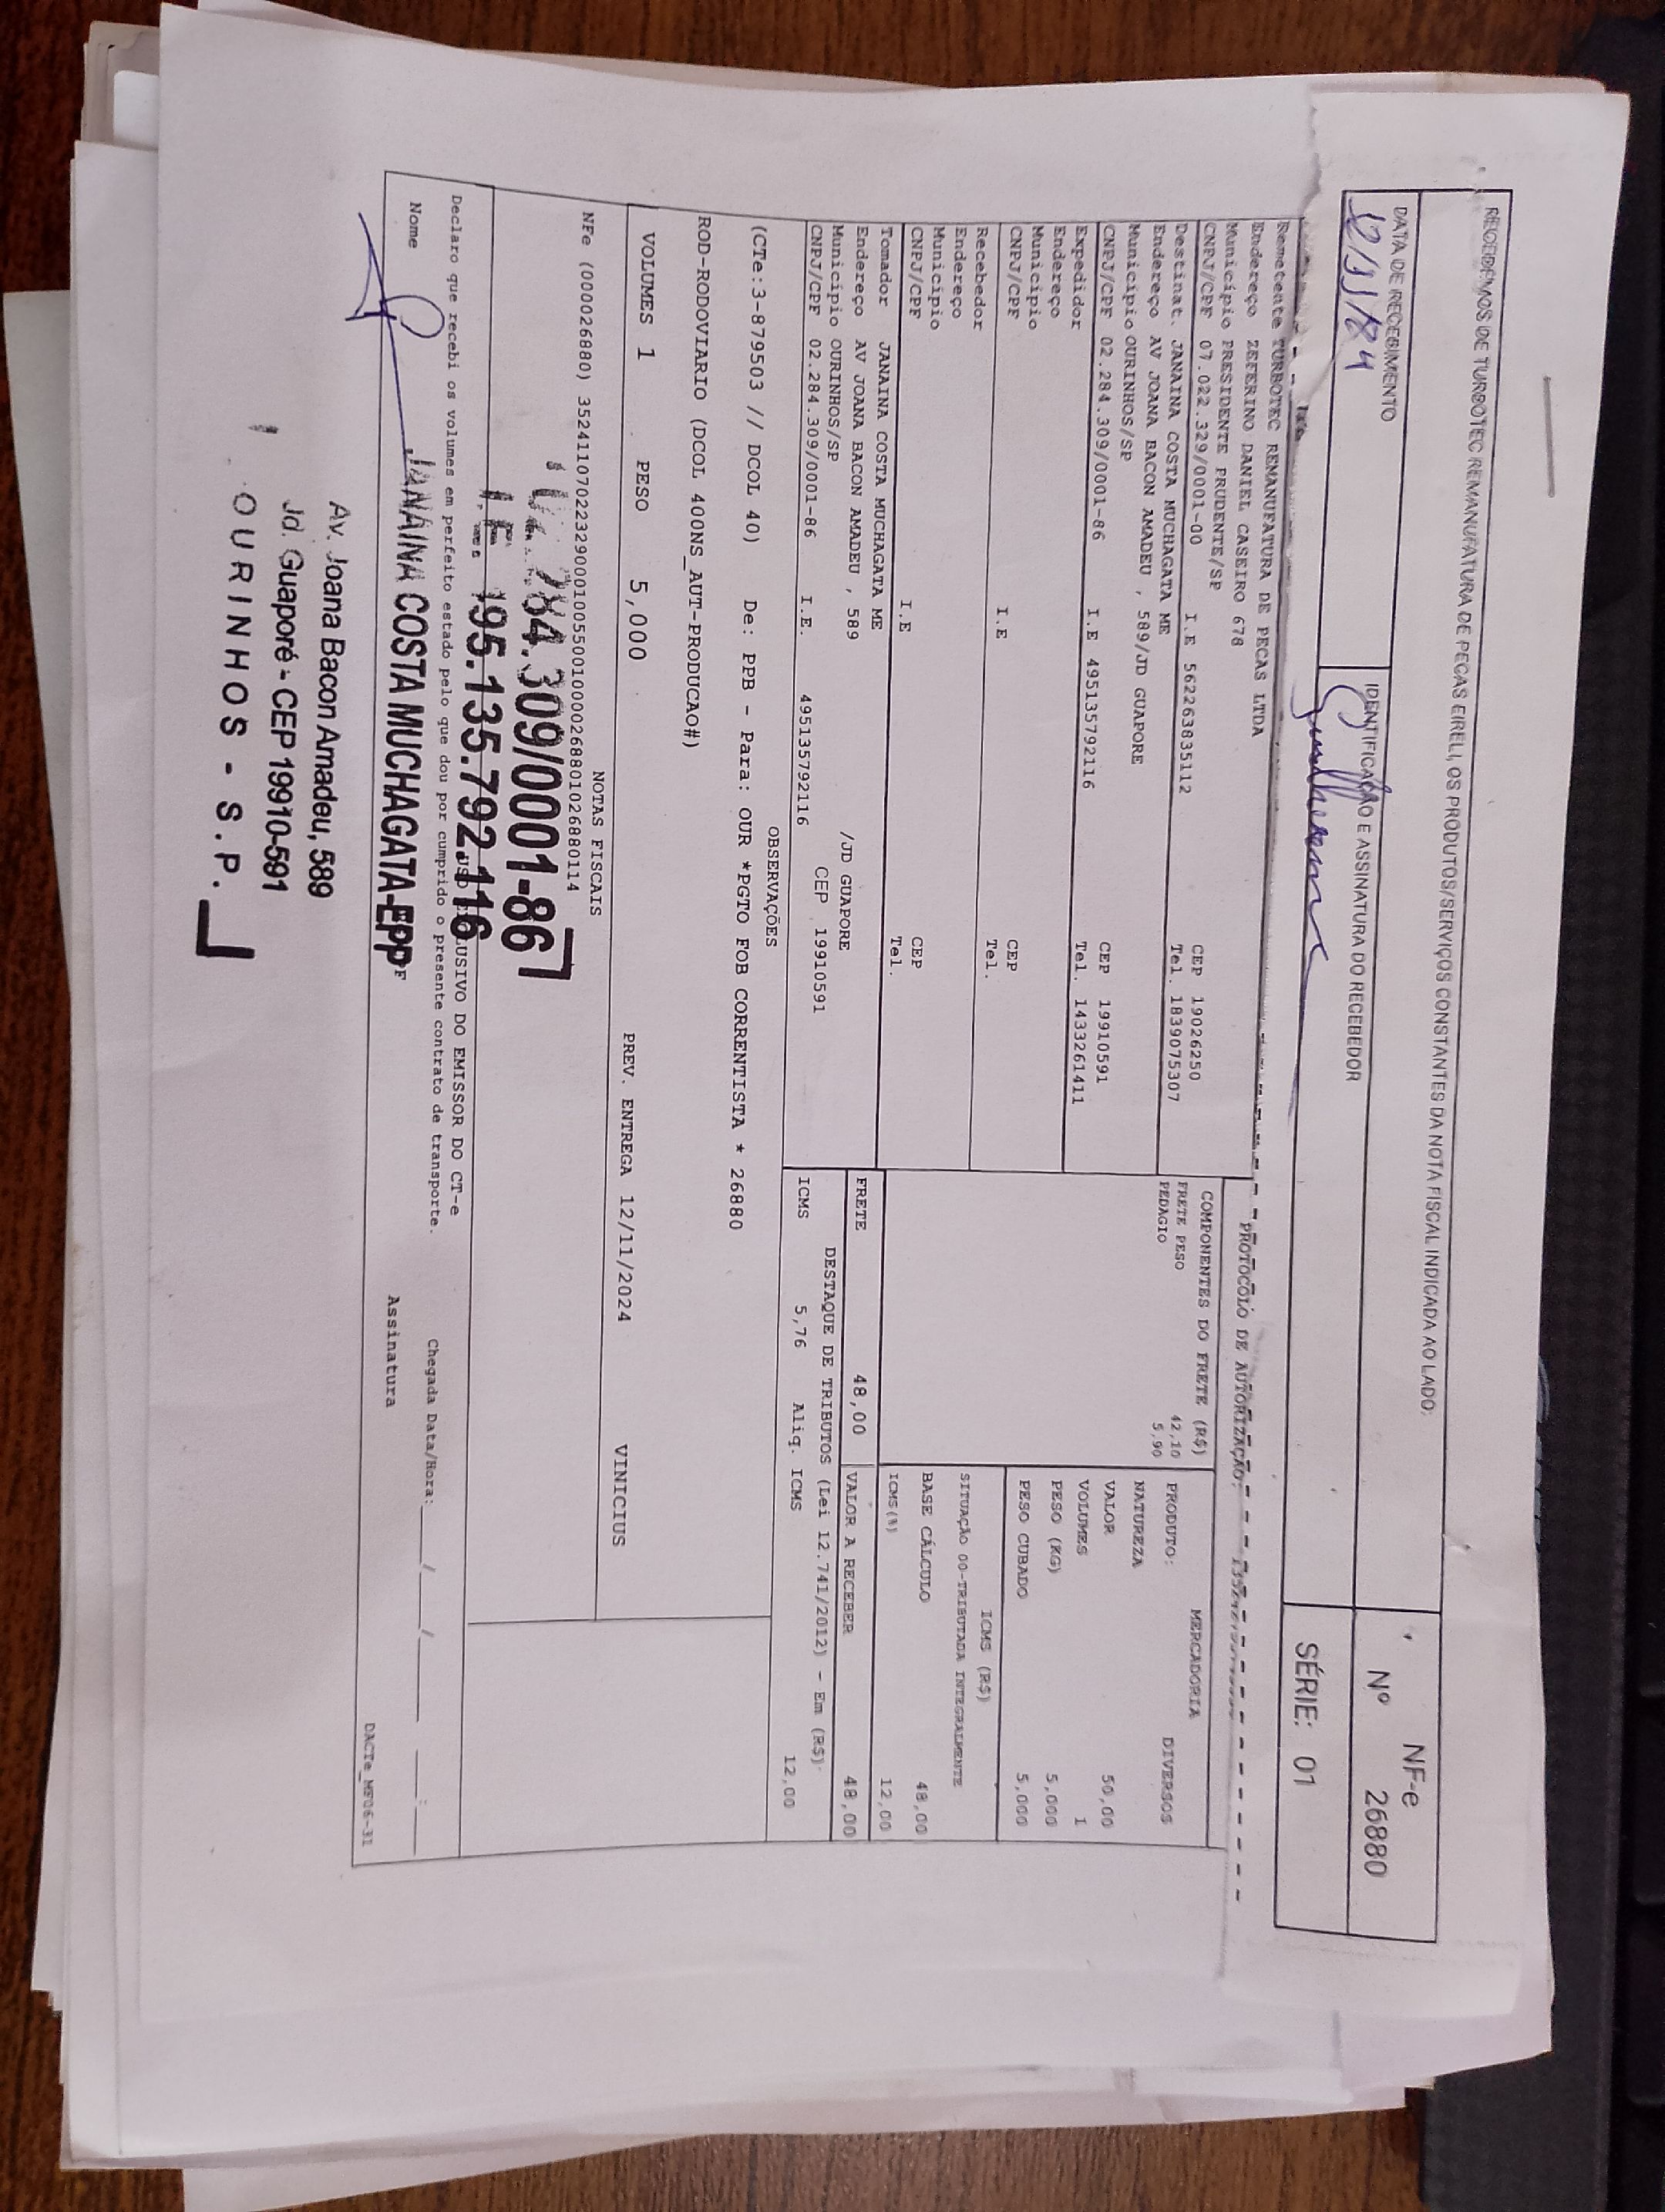 RECEBEMOS DE TURBOTEC REMANUFATURA DE PEÇAS EIRELI, OS PRODUTOS/SERVIÇOS CONSTANTES DA NOTA FISCAL INDICADA AO LADO.
NF-e
Nº 26880
SÉRIE: 01
DATA DE RECEBIMENTO
12/11/24
IDENTIFICAÇÃO E ASSINATURA DO RECEBEDOR
PROTOCOLO DE AUTORIZAÇÃO:
Remetente TURBOTEC REMANUFATURA DE PECAS LTDA
Endereço ZEFERINO DANIEL CASEIRO 678
Município PRESIDENTE PRUDENTE/SP CEP 19026250
CNPJ/CPF 07.022.329/0001-00 I.E 562263835112 Tel. 1839075307
Destinat. JANAINA COSTA MUCHAGATA ME
Endereço AV JOANA BACON AMADEU , 589/JD GUAPORE
Município OURINHOS/SP CEP 19910591
CNPJ/CPF 02.284.309/0001-86 I.E 495135792116 Tel. 1433261411
Expedidor
Endereço
Município CEP
CNPJ/CPF I.E Tel.
Recebedor
Endereço
Município CEP
CNPJ/CPF I.E Tel.
Tomador JANAINA COSTA MUCHAGATA ME
Endereço AV JOANA BACON AMADEU , 589 /JD GUAPORE
Município OURINHOS/SP CEP 19910591
CNPJ/CPF 02.284.309/0001-86 I.E. 495135792116
COMPONENTES DO FRETE (R$)
FRETE PESO 42,10
PEDAGIO 5,90
MERCADORIA
PRODUTO: DIVERSOS
NATUREZA
VALOR 50,00
VOLUMES 1
PESO (KG) 5,000
PESO CUBADO 5,000
ICMS (R$)
SITUAÇÃO 00-TRIBUTADA INTEGRALMENTE
BASE CÁLCULO 48,00
ICMS(%) 12,00
FRETE 48,00 VALOR A RECEBER 48,00
DESTAQUE DE TRIBUTOS (Lei 12.741/2012) - Em (R$)
ICMS 5,76 Aliq. ICMS 12,00
OBSERVAÇÕES
(CTe:3-879503 // DCOL 40) De: PPB - Para: OUR *PGTO FOB CORRENTISTA * 26880
ROD-RODOVIARIO (DCOL 400NS_AUT-PRODUCAO#)
VOLUMES 1 PESO 5,000 PREV. ENTREGA 12/11/2024 VINICIUS
NOTAS FISCAIS
NFe (000026880) 35241107022329000100550010000268801026880114
.309/0001-86
195.135.792.116
USO EXCLUSIVO DO EMISSOR DO CT-e
Declaro que recebi os volumes em perfeito estado pelo que dou por cumprido o presente contrato de transporte. Chegada Data/Hora: / / :
Nome Assinatura
JANAINA COSTA MUCHAGATA-EPP
DACTe_MF06-31
Av. Joana Bacon Amadeu, 589
Jd. Guaporé - CEP 19910-591
OURINHOS - S.P.